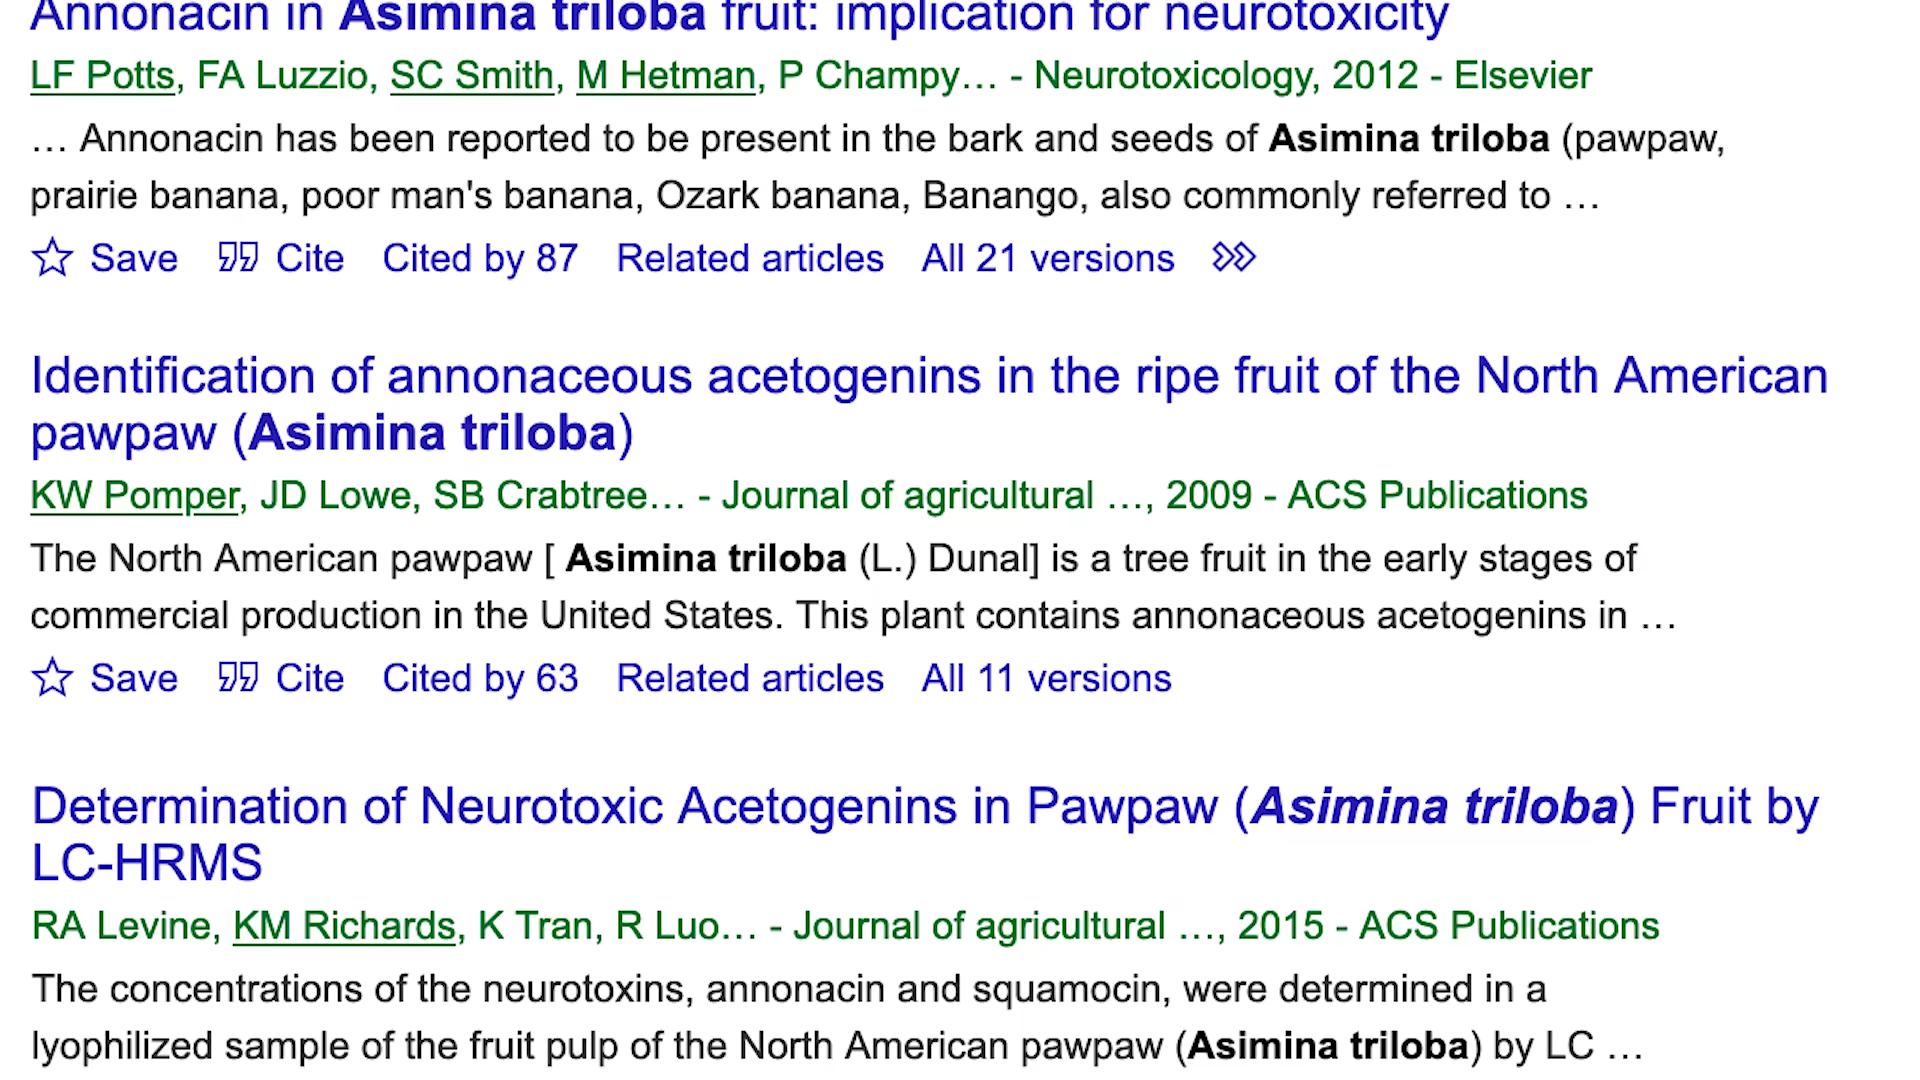 Annonacin in Asimina triloba fruit: implication for neurotoxicity
LF Potts, FA Luzzio, SC Smith, M Hetman, P Champy… - Neurotoxicology, 2012 - Elsevier
… Annonacin has been reported to be present in the bark and seeds of Asimina triloba (pawpaw,
prairie banana, poor man's banana, Ozark banana, Banango, also commonly referred to …
Save Cite Cited by 87 Related articles All 21 versions
Identification of annonaceous acetogenins in the ripe fruit of the North American
pawpaw (Asimina triloba)
KW Pomper, JD Lowe, SB Crabtree… - Journal of agricultural …, 2009 - ACS Publications
The North American pawpaw [ Asimina triloba (L.) Dunal] is a tree fruit in the early stages of
commercial production in the United States. This plant contains annonaceous acetogenins in …
Save Cite Cited by 63 Related articles All 11 versions
Determination of Neurotoxic Acetogenins in Pawpaw (Asimina triloba) Fruit by
LC-HRMS
RA Levine, KM Richards, K Tran, R Luo… - Journal of agricultural …, 2015 - ACS Publications
The concentrations of the neurotoxins, annonacin and squamocin, were determined in a
lyophilized sample of the fruit pulp of the North American pawpaw (Asimina triloba) by LC …